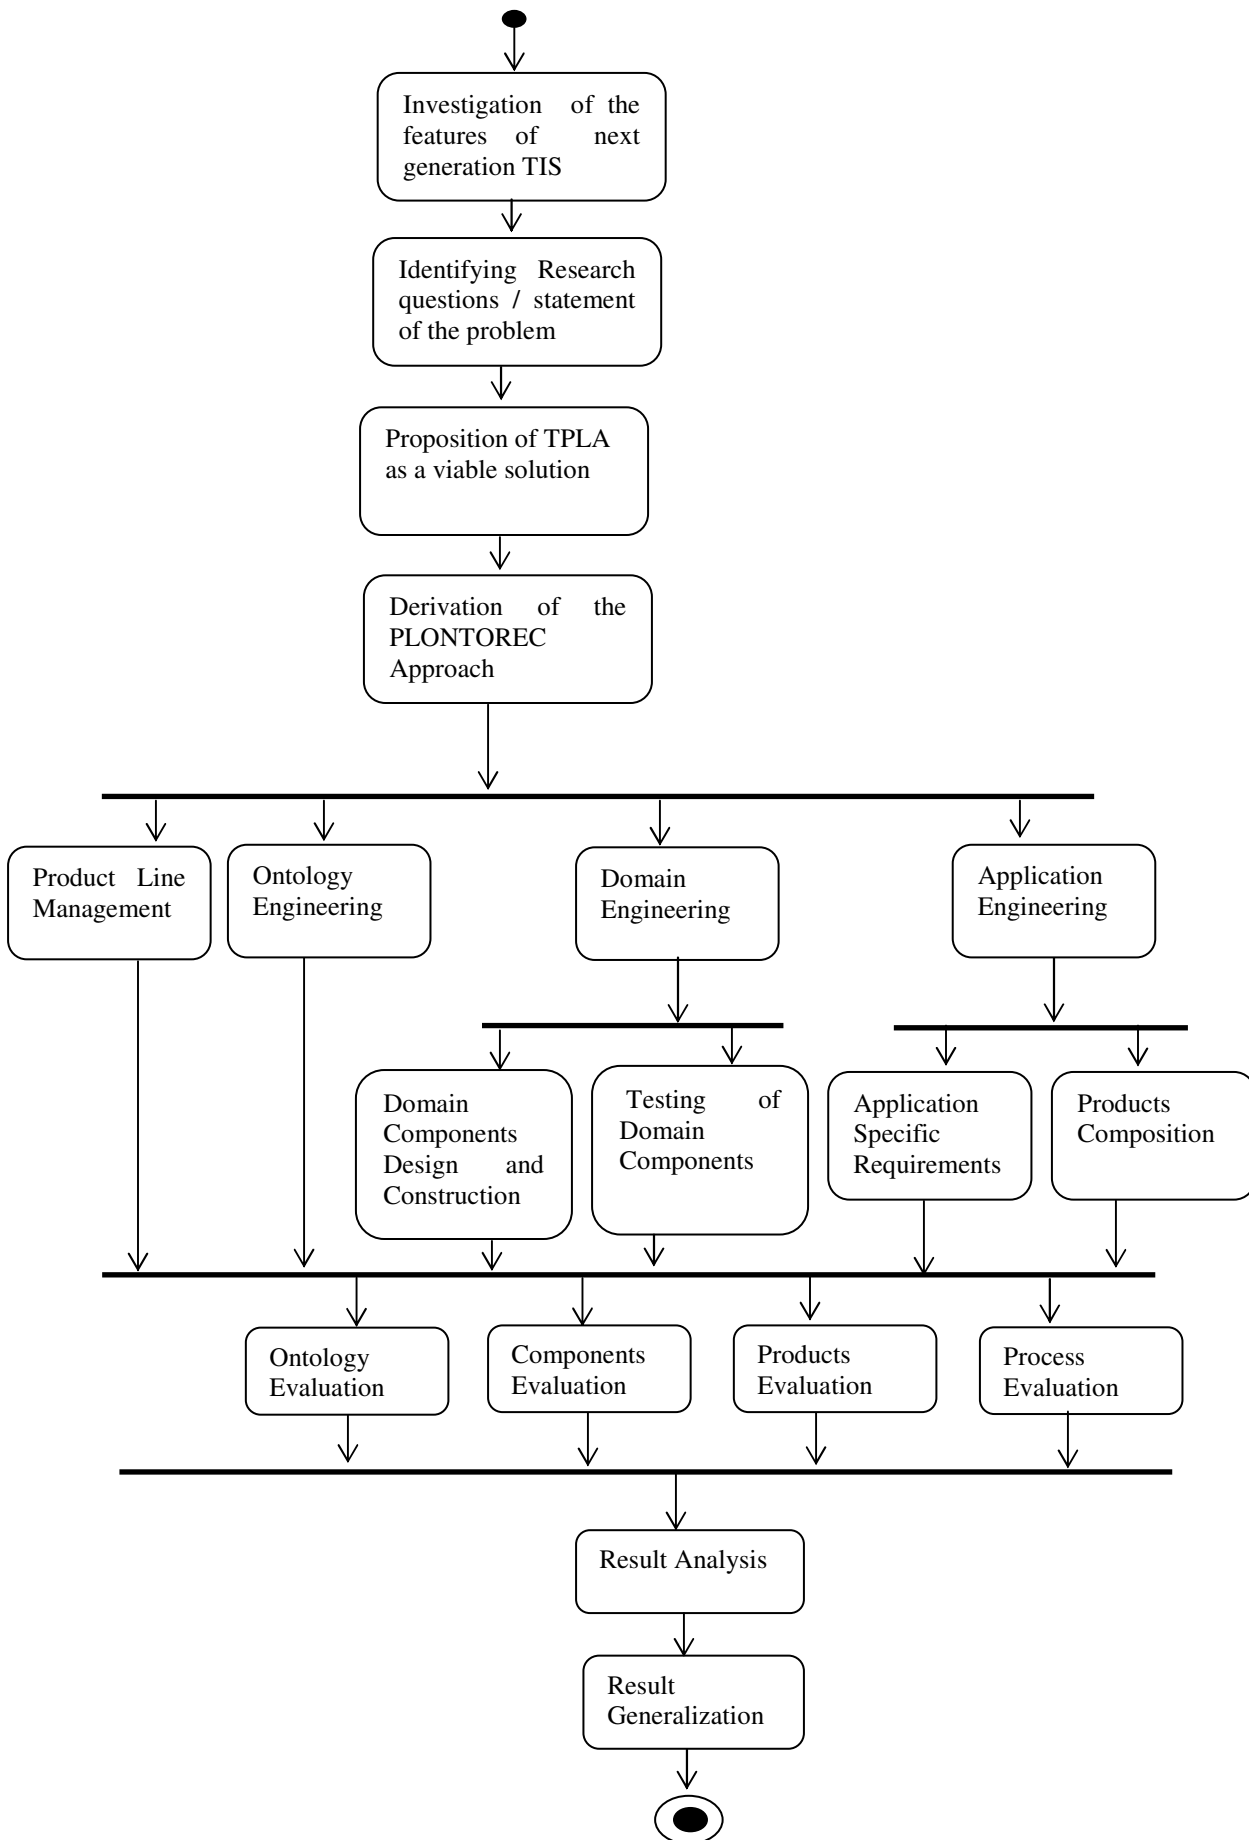 Investigation of the
features of next
generation TIS
Identifying Research
questions / statement
of the problem
Proposition of TPLA
as a viable solution
Derivation of the
PLONTOREC
Approach
Product Line
Management
Ontology
Engineering
Domain
Engineering
Application
Engineering
Domain
Components
Design and
Construction
Testing of
Domain
Components
Application
Specific
Requirements
Products
Composition
Ontology
Evaluation
Components
Evaluation
Products
Evaluation
Process
Evaluation
Result Analysis
Result
Generalization